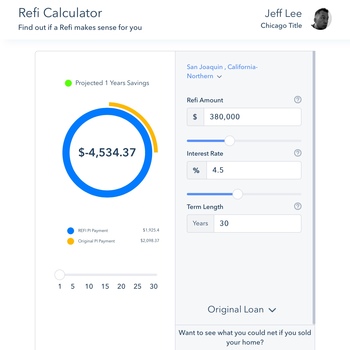 Refi Calculator
Find out if a Refi makes sense for you
Jeff Lee
Chicago Title
Projected 1 Years Savings
$-4,534.37
REFI PI Payment $1,925.4
Original PI Payment $2,098.31
1 5 10 15 20 25 30
San Joaquin , California-
Northern
Refi Amount
$ 380,000
Interest Rate
% 4.5
Term Length
Years 30
Original Loan
Want to see what you could net if you sold
your home?